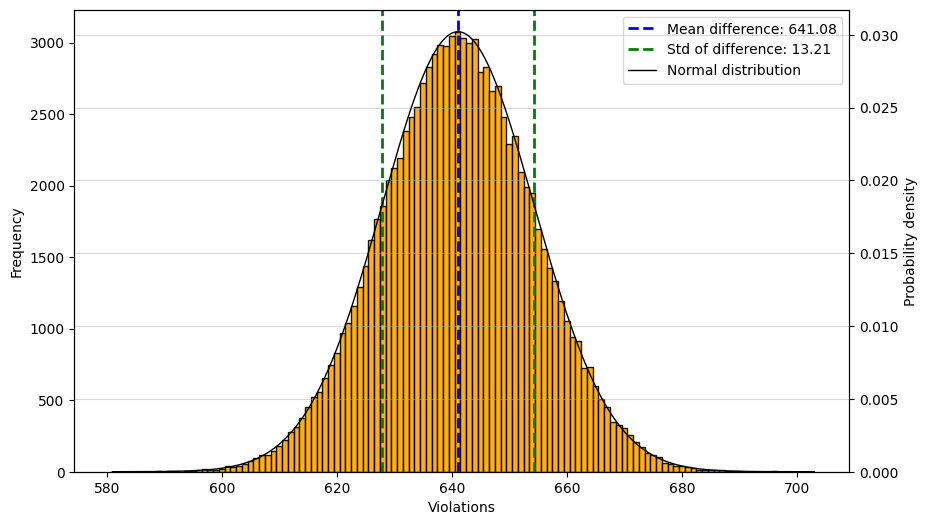 Mean difference: 641.08
Std of difference: 13.21
Normal distribution
3000
2500
2000
1500
1000
500
0
Frequency
0.030
0.025
0.020
0.015
0.010
0.005
0.000
Probability density
580 600 620 640 660 680 700
Violations